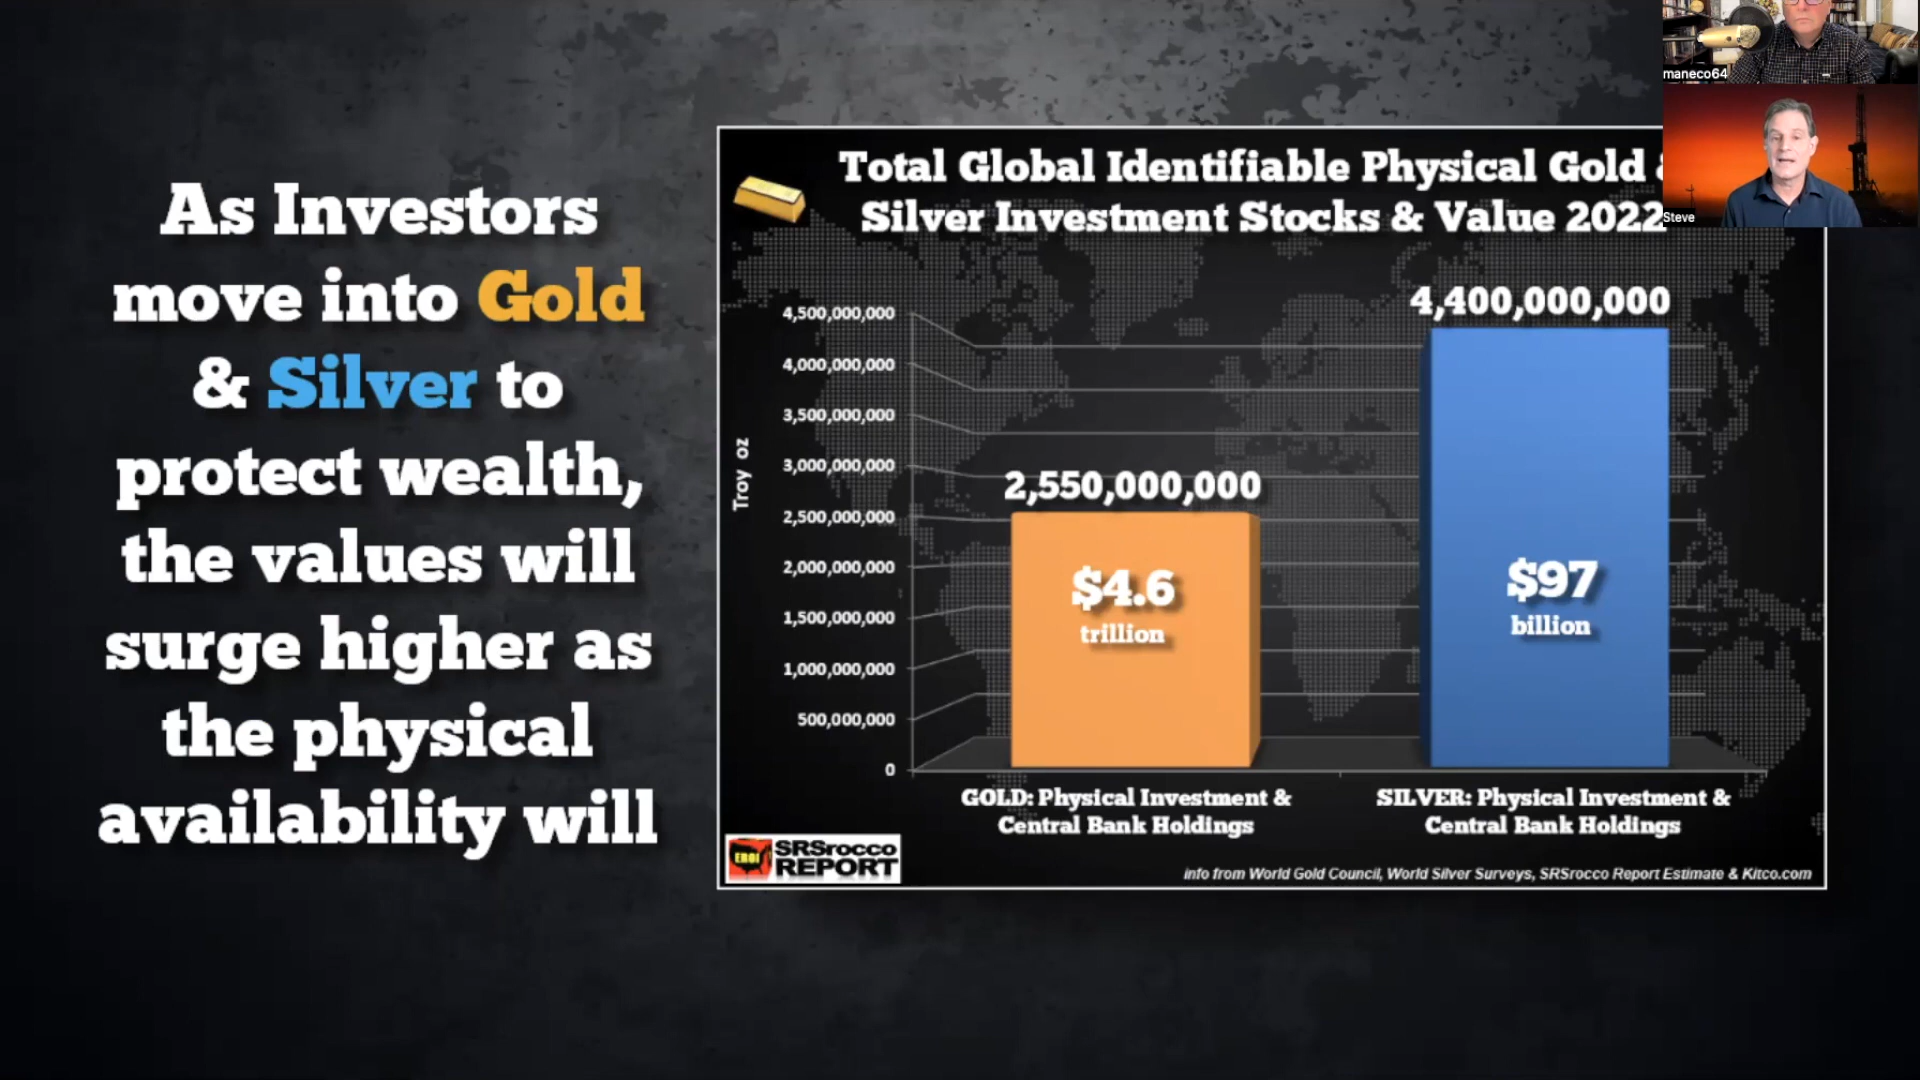 As Investors
move into Gold
& Silver to
protect wealth,
the values will
surge higher as
the physical
availability will
Total Global Identifiable Physical Gold
Silver Investment Stocks & Value 2022
Troy oz
4,500,000,000
4,000,000,000
3,500,000,000
3,000,000,000
2,500,000,000
2,000,000,000
1,500,000,000
1,000,000,000
500,000,000
0
2,550,000,000
$4.6
trillion
4,400,000,000
$97
billion
GOLD: Physical Investment &
Central Bank Holdings
SILVER: Physical Investment &
Central Bank Holdings
EROI
SRSrocco
REPORT
info from World Gold Council, World Silver Surveys, SRSrocco Report Estimate & Kitco.com
maneco64
Steve